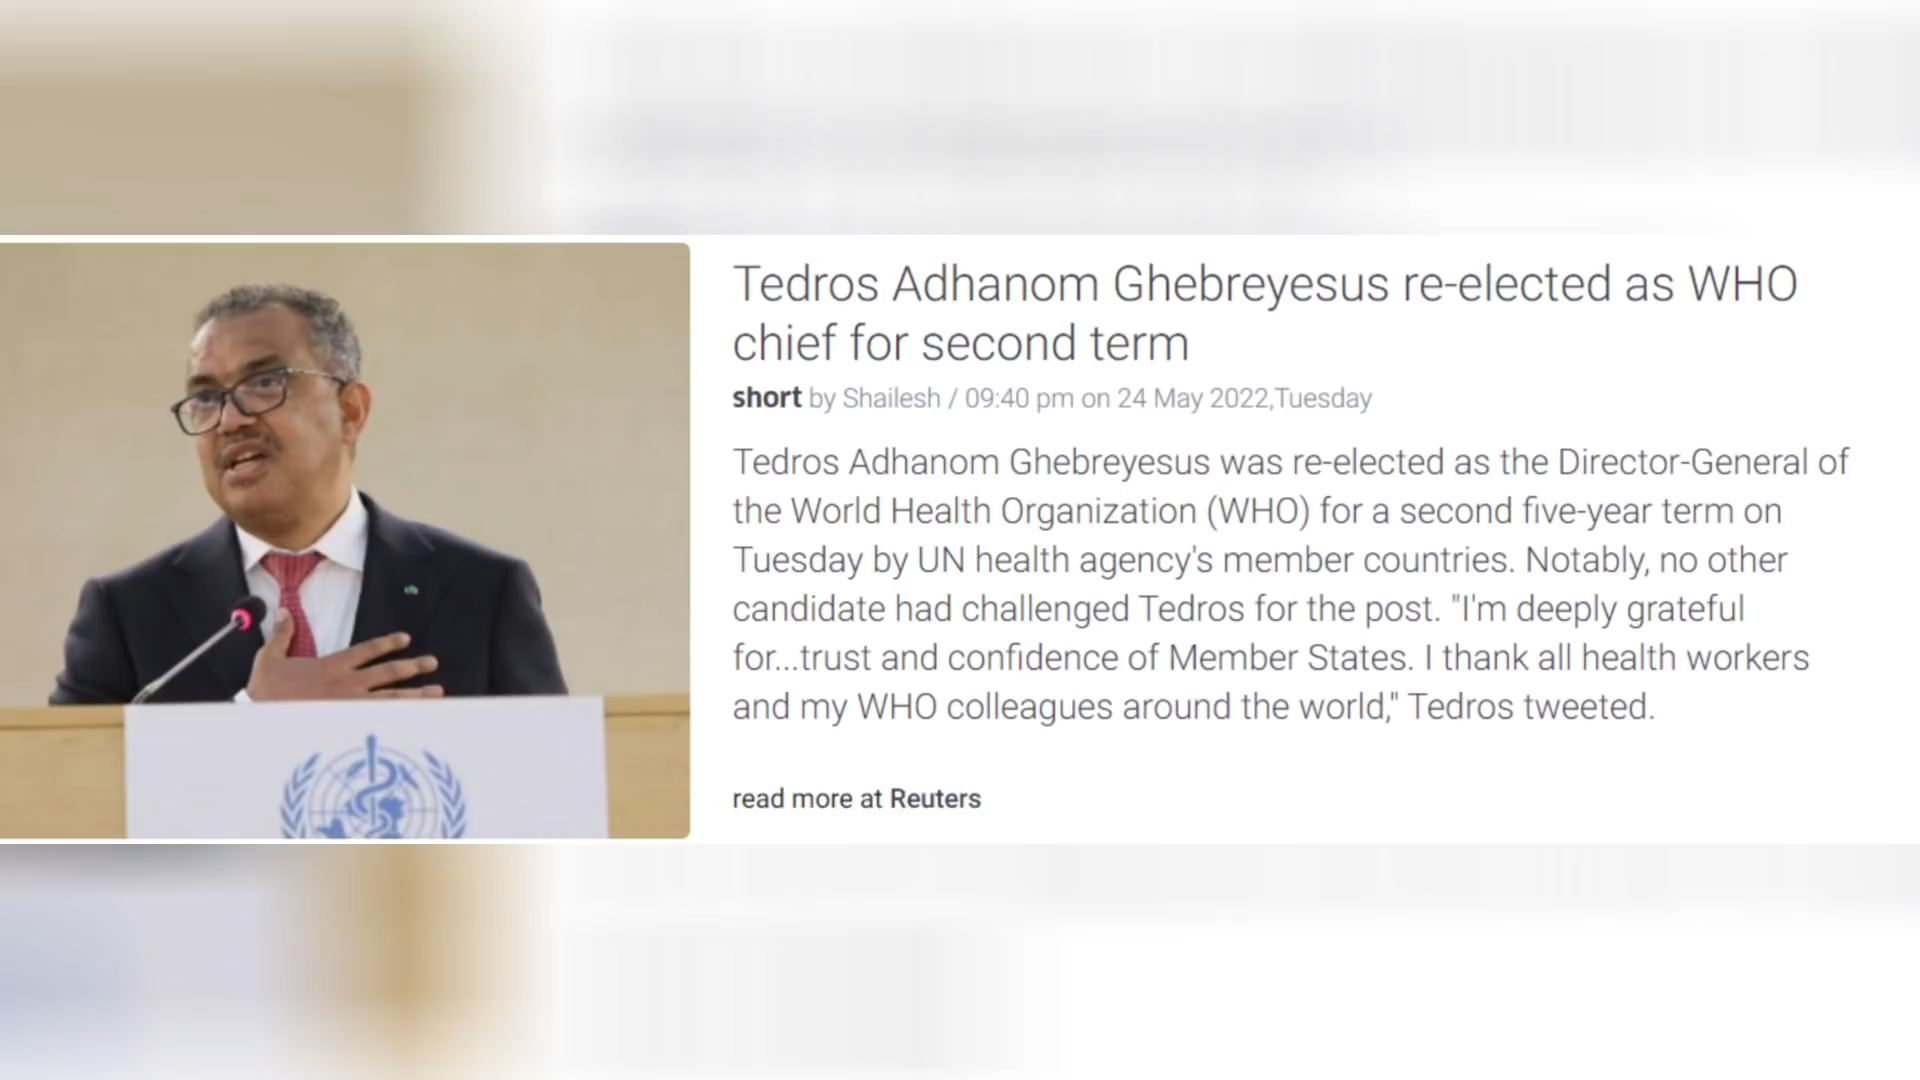 Tedros Adhanom Ghebreyesus re-elected as WHO
chief for second term
short by Shailesh / 09:40 pm on 24 May 2022,Tuesday
Tedros Adhanom Ghebreyesus was re-elected as the Director-General of
the World Health Organization (WHO) for a second five-year term on
Tuesday by UN health agency's member countries. Notably, no other
candidate had challenged Tedros for the post. "I'm deeply grateful
for...trust and confidence of Member States. I thank all health workers
and my WHO colleagues around the world," Tedros tweeted.
read more at Reuters